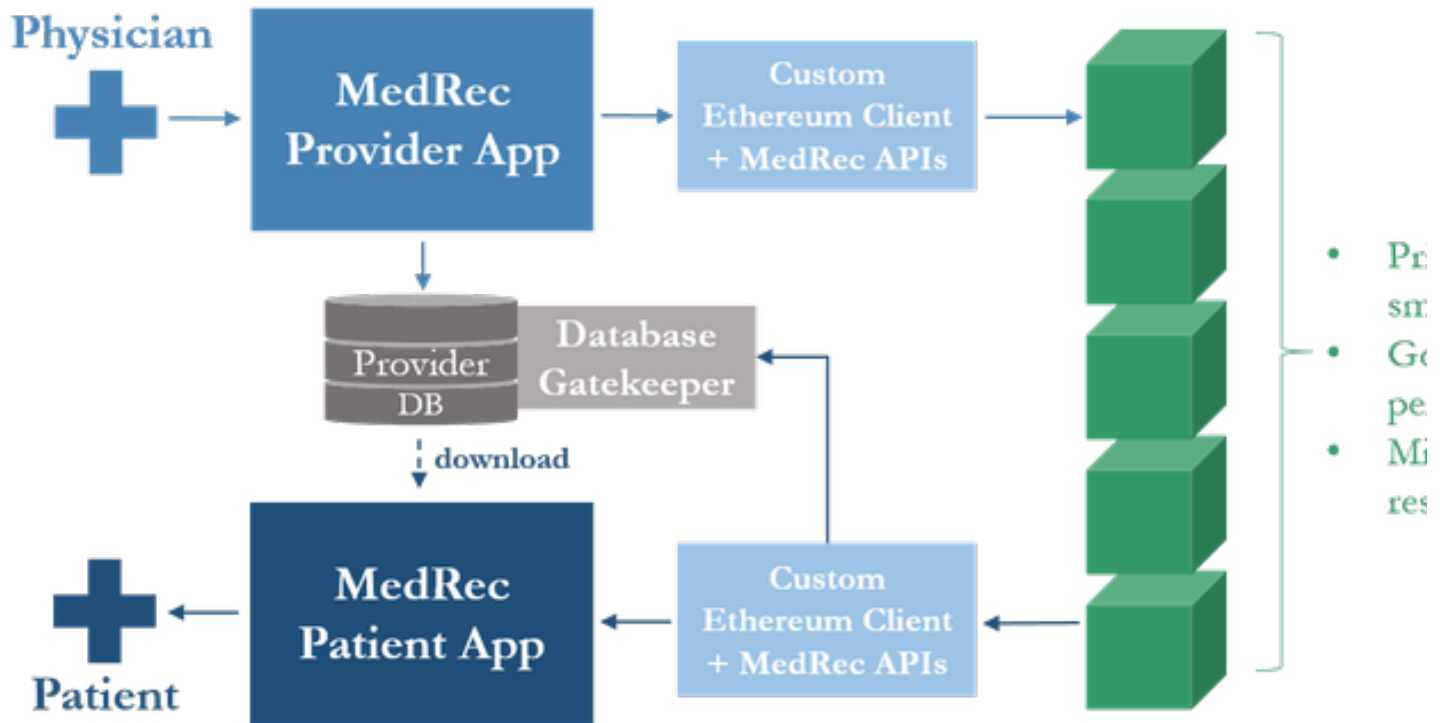 Physician
MedRec
Provider App
Custom
Ethereum Client
+ MedRec APIs
Provider
DB
Database
Gatekeeper
download
MedRec
Patient App
Custom
Ethereum Client
+ MedRec APIs
Patient